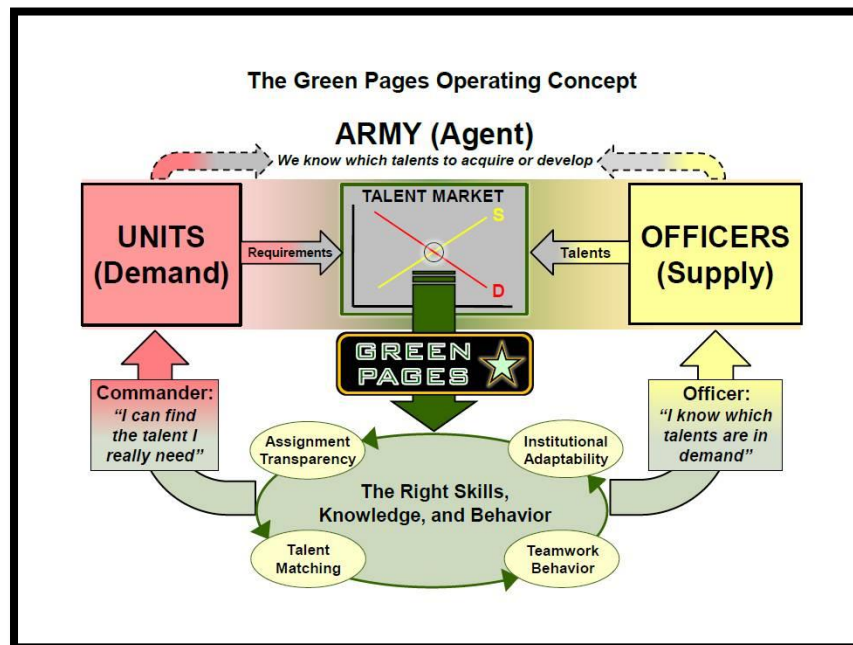 The Green Pages Operating Concept
ARMY (Agent)
We know which talents to acquire or develop
UNITS
(Demand)
Requirements
TALENT MARKET
S
D
Talents
OFFICERS
(Supply)
GREEN
PAGES
Commander:
“I can find
the talent I
really need”
Officer:
“I know which
talents are in
demand”
Assignment
Transparency
Institutional
Adaptability
The Right Skills,
Knowledge, and Behavior
Talent
Matching
Teamwork
Behavior